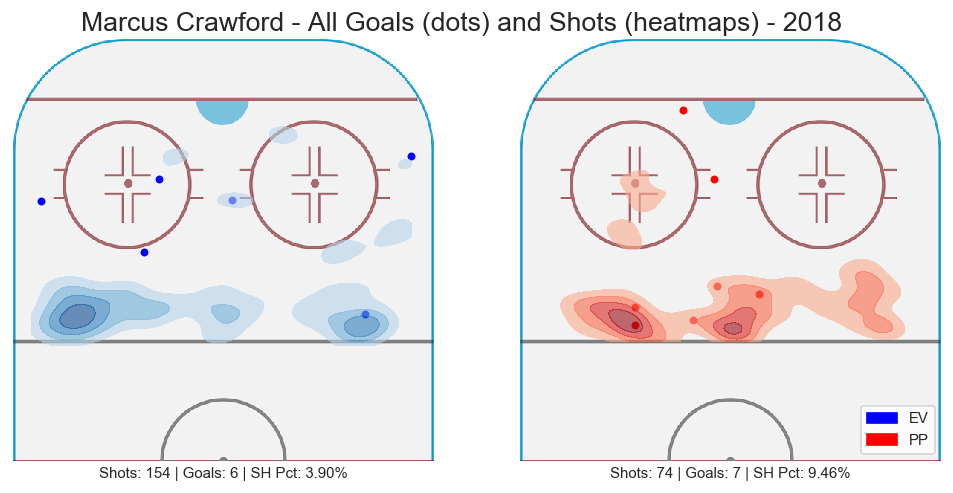 Marcus Crawford - All Goals (dots) and Shots (heatmaps) - 2018
EV
PP
Shots: 154 | Goals: 6 | SH Pct: 3.90%
Shots: 74 | Goals: 7 | SH Pct: 9.46%